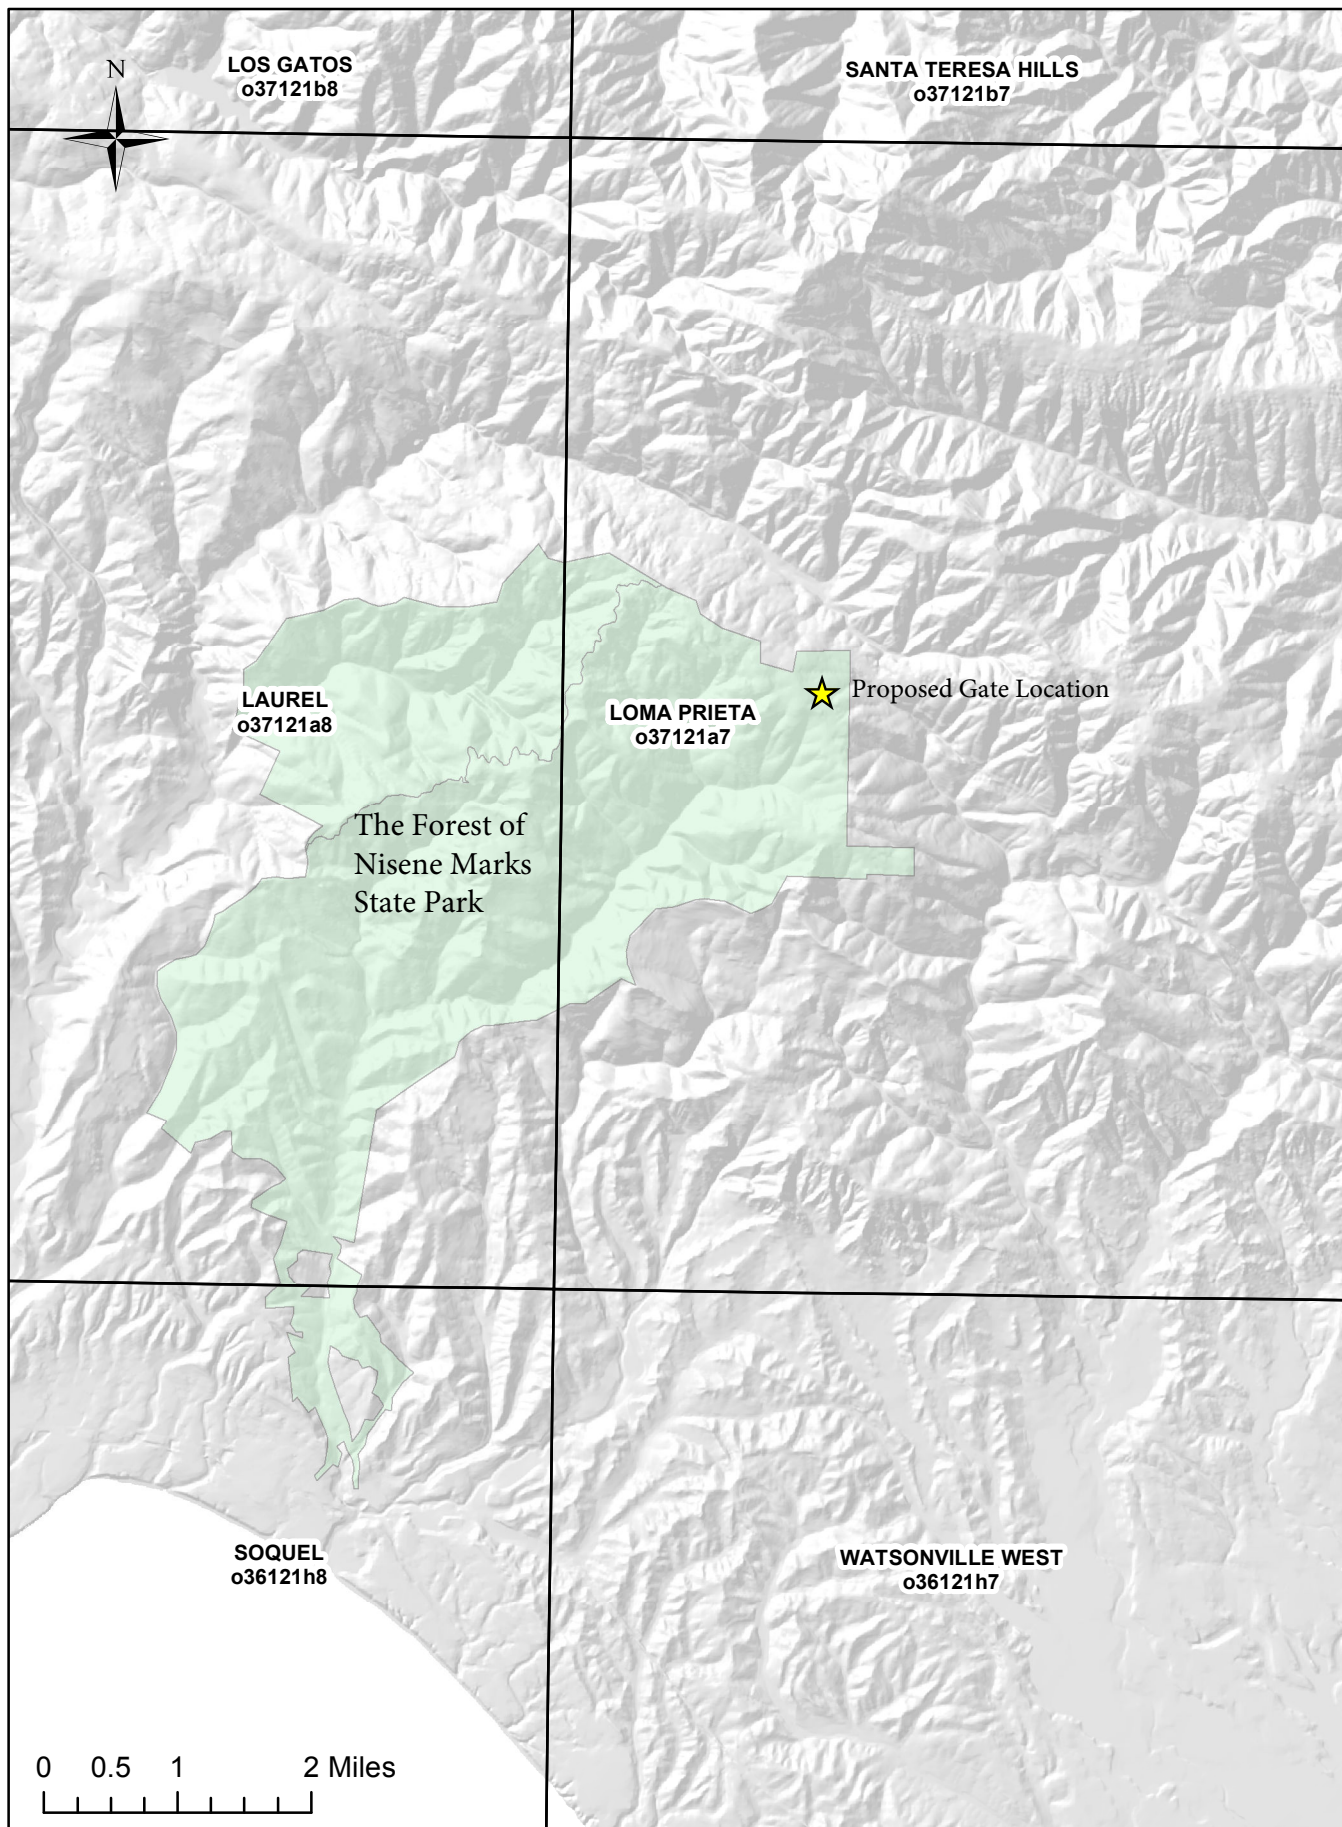 LOS GATOS
o37121b8
SANTA TERESA HILLS
o37121b7
N
LAUREL
o37121a8
LOMA PRIETA
o37121a7
Proposed Gate Location
The Forest of
Nisene Marks
State Park
SOQUEL
o36121h8
WATSONVILLE WEST
o36121h7
0 0.5 1 2 Miles